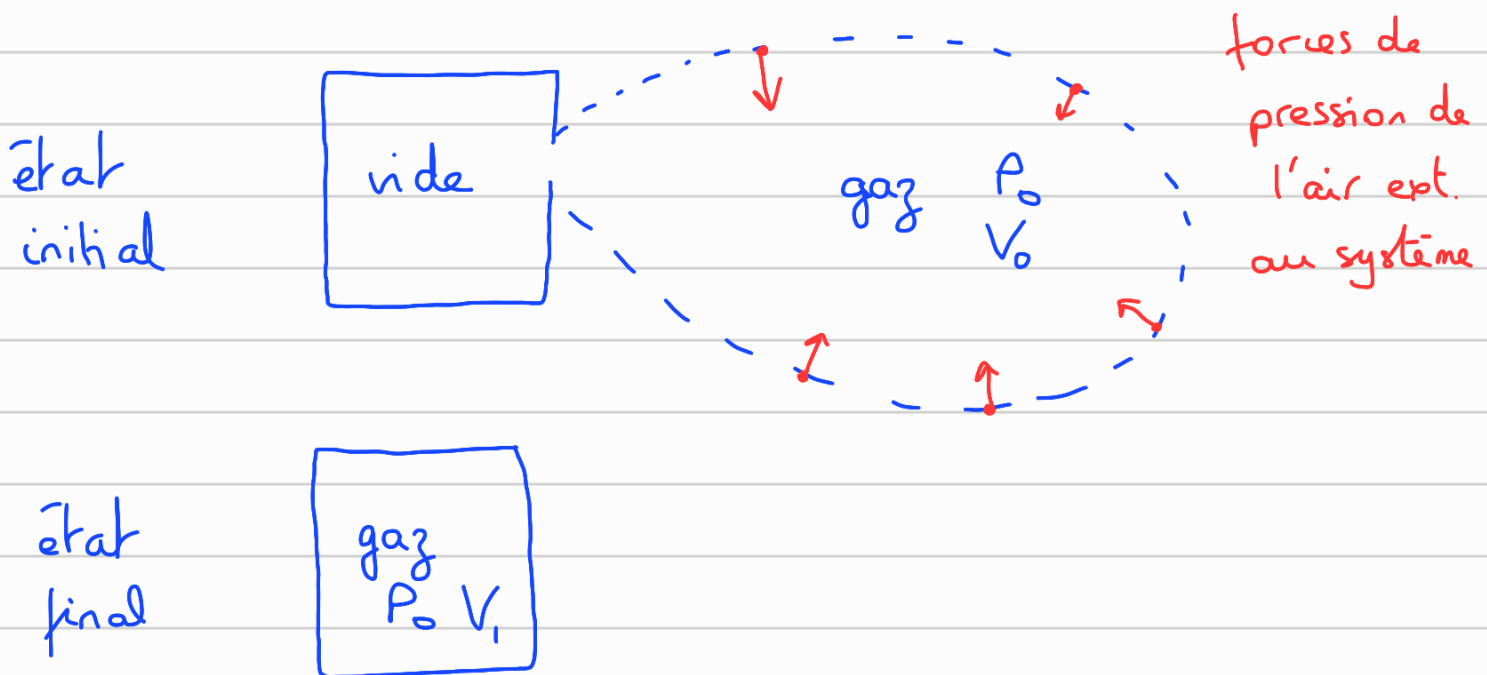 état
initial
vide
gaz P₀
V₀
forces de
pression de
l'air ext.
au système
état
final
gaz
P₀ V₁